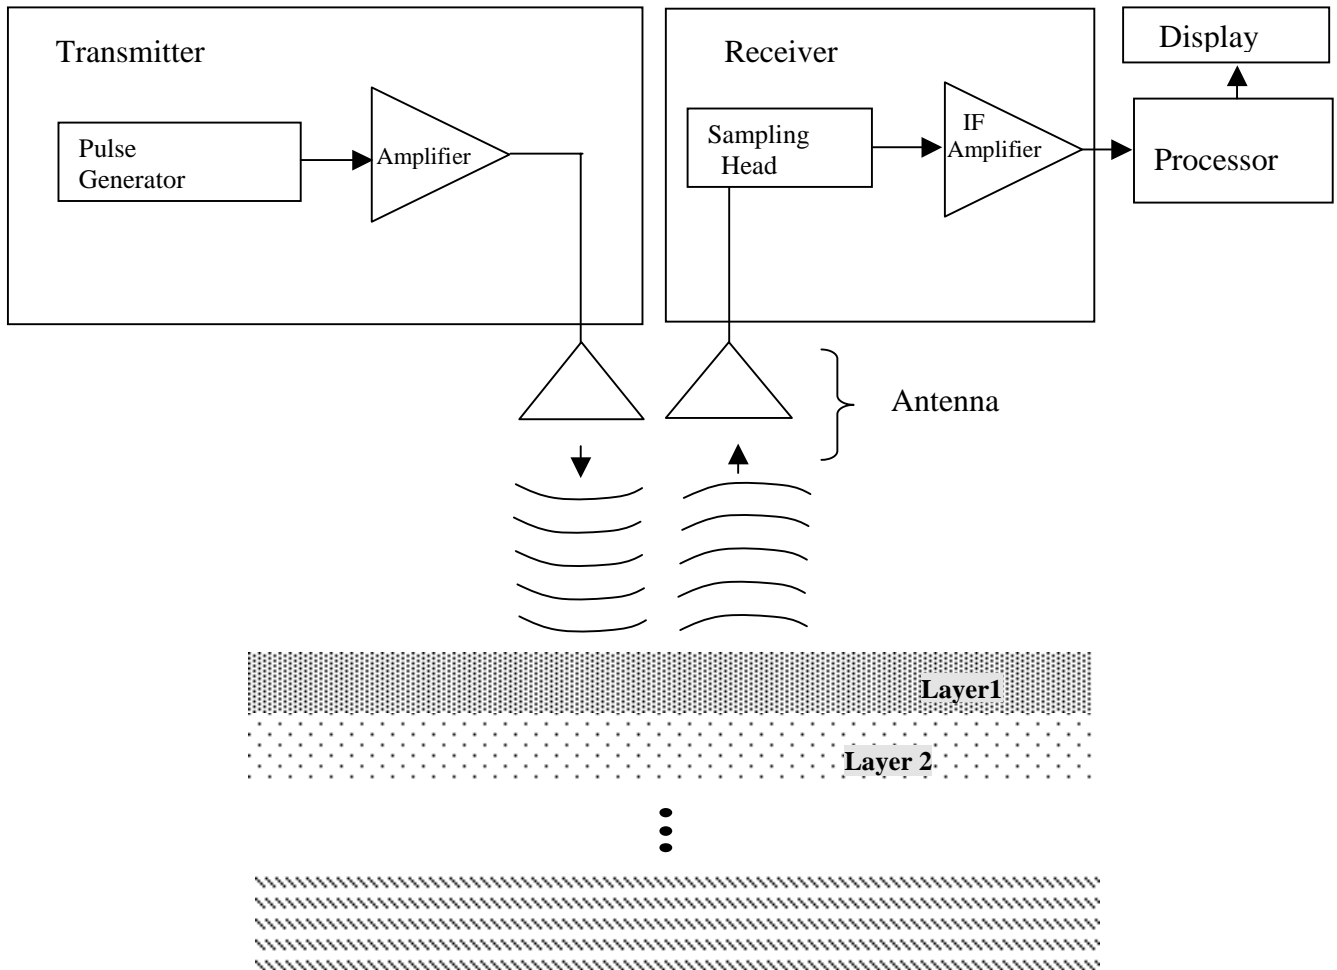 Transmitter
Pulse
Generator
Amplifier
Receiver
Sampling
Head
IF
Amplifier
Display
Processor
Antenna
Layer1
Layer 2